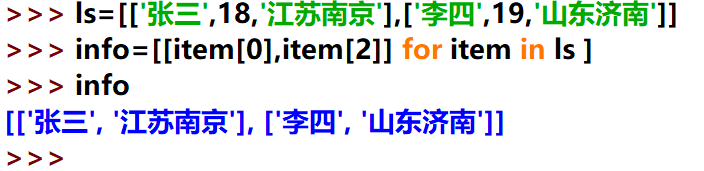 >>> ls=[['张三',18,'江苏南京'],['李四',19,'山东济南']]
>>> info=[[item[0],item[2]] for item in ls ]
>>> info
[['张三', '江苏南京'], ['李四', '山东济南']]
>>>